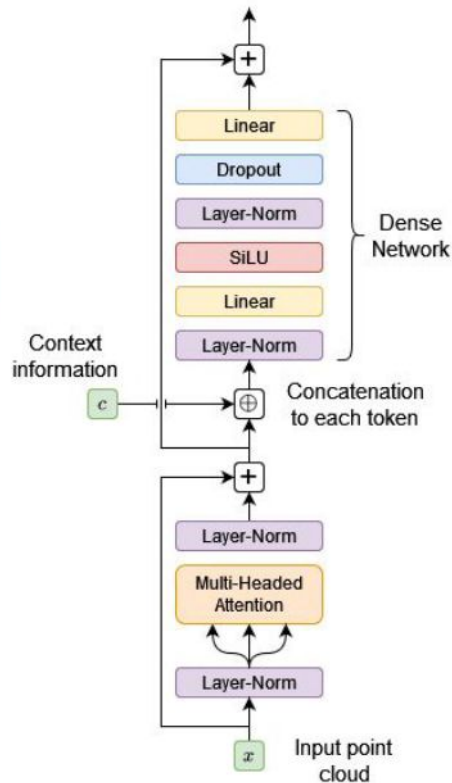 +
Linear
Dropout
Layer-Norm
SiLU
Linear
Layer-Norm
Dense
Network
Context
information
c
⊕
Concatenation
to each token
+
Layer-Norm
Multi-Headed
Attention
Layer-Norm
x
Input point
cloud